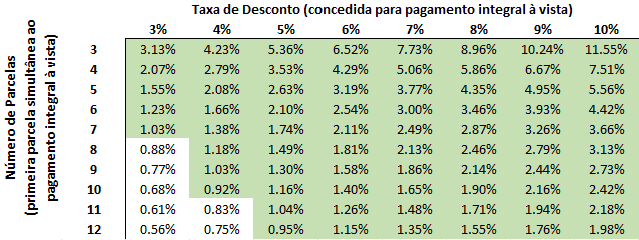 Taxa de Desconto (concedida para pagamento integral à vista)
3% 4% 5% 6% 7% 8% 9% 10%
Número de Parcelas
(primeira parcela simultânea ao
pagamento integral à vista)
3 3.13% 4.23% 5.36% 6.52% 7.73% 8.96% 10.24% 11.55%
4 2.07% 2.79% 3.53% 4.29% 5.06% 5.86% 6.67% 7.51%
5 1.55% 2.08% 2.63% 3.19% 3.77% 4.35% 4.95% 5.56%
6 1.23% 1.66% 2.10% 2.54% 3.00% 3.46% 3.93% 4.42%
7 1.03% 1.38% 1.74% 2.11% 2.49% 2.87% 3.26% 3.66%
8 0.88% 1.18% 1.49% 1.81% 2.13% 2.46% 2.79% 3.13%
9 0.77% 1.03% 1.30% 1.58% 1.86% 2.14% 2.44% 2.73%
10 0.68% 0.92% 1.16% 1.40% 1.65% 1.90% 2.16% 2.42%
11 0.61% 0.83% 1.04% 1.26% 1.48% 1.71% 1.94% 2.18%
12 0.56% 0.75% 0.95% 1.15% 1.35% 1.55% 1.76% 1.98%